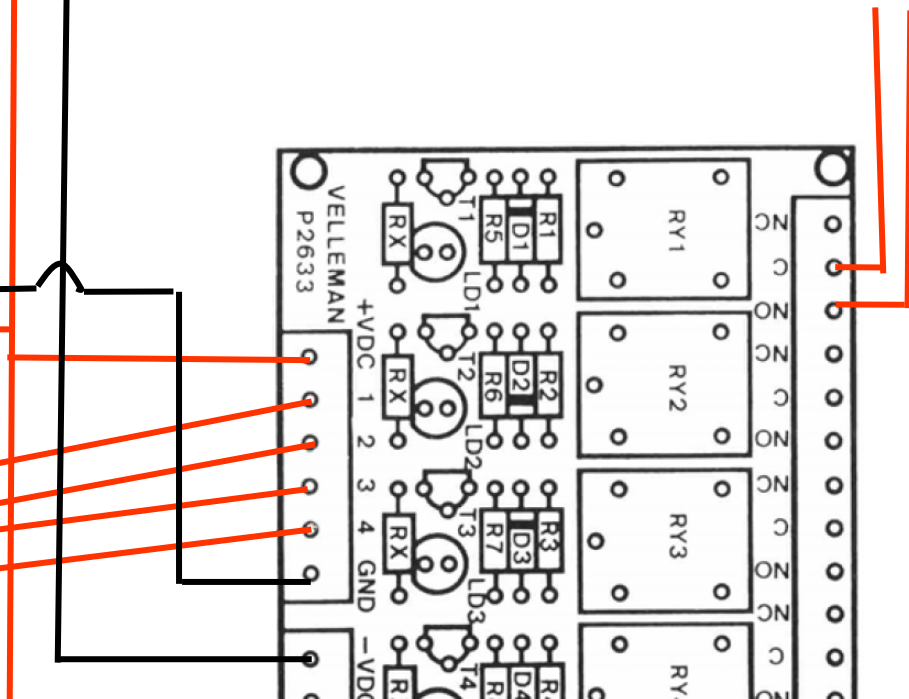 VELLEMAN
P2633
+VDC
1
2
3
4
GND
-VDC
RX
T1
LD1
R5
D1
R1
RY1
NC
C
NO
RX
T2
LD2
R6
D2
R2
RY2
NC
C
NO
RX
T3
LD3
R7
D3
R3
RY3
NC
C
NO
T4
D4
NC
C